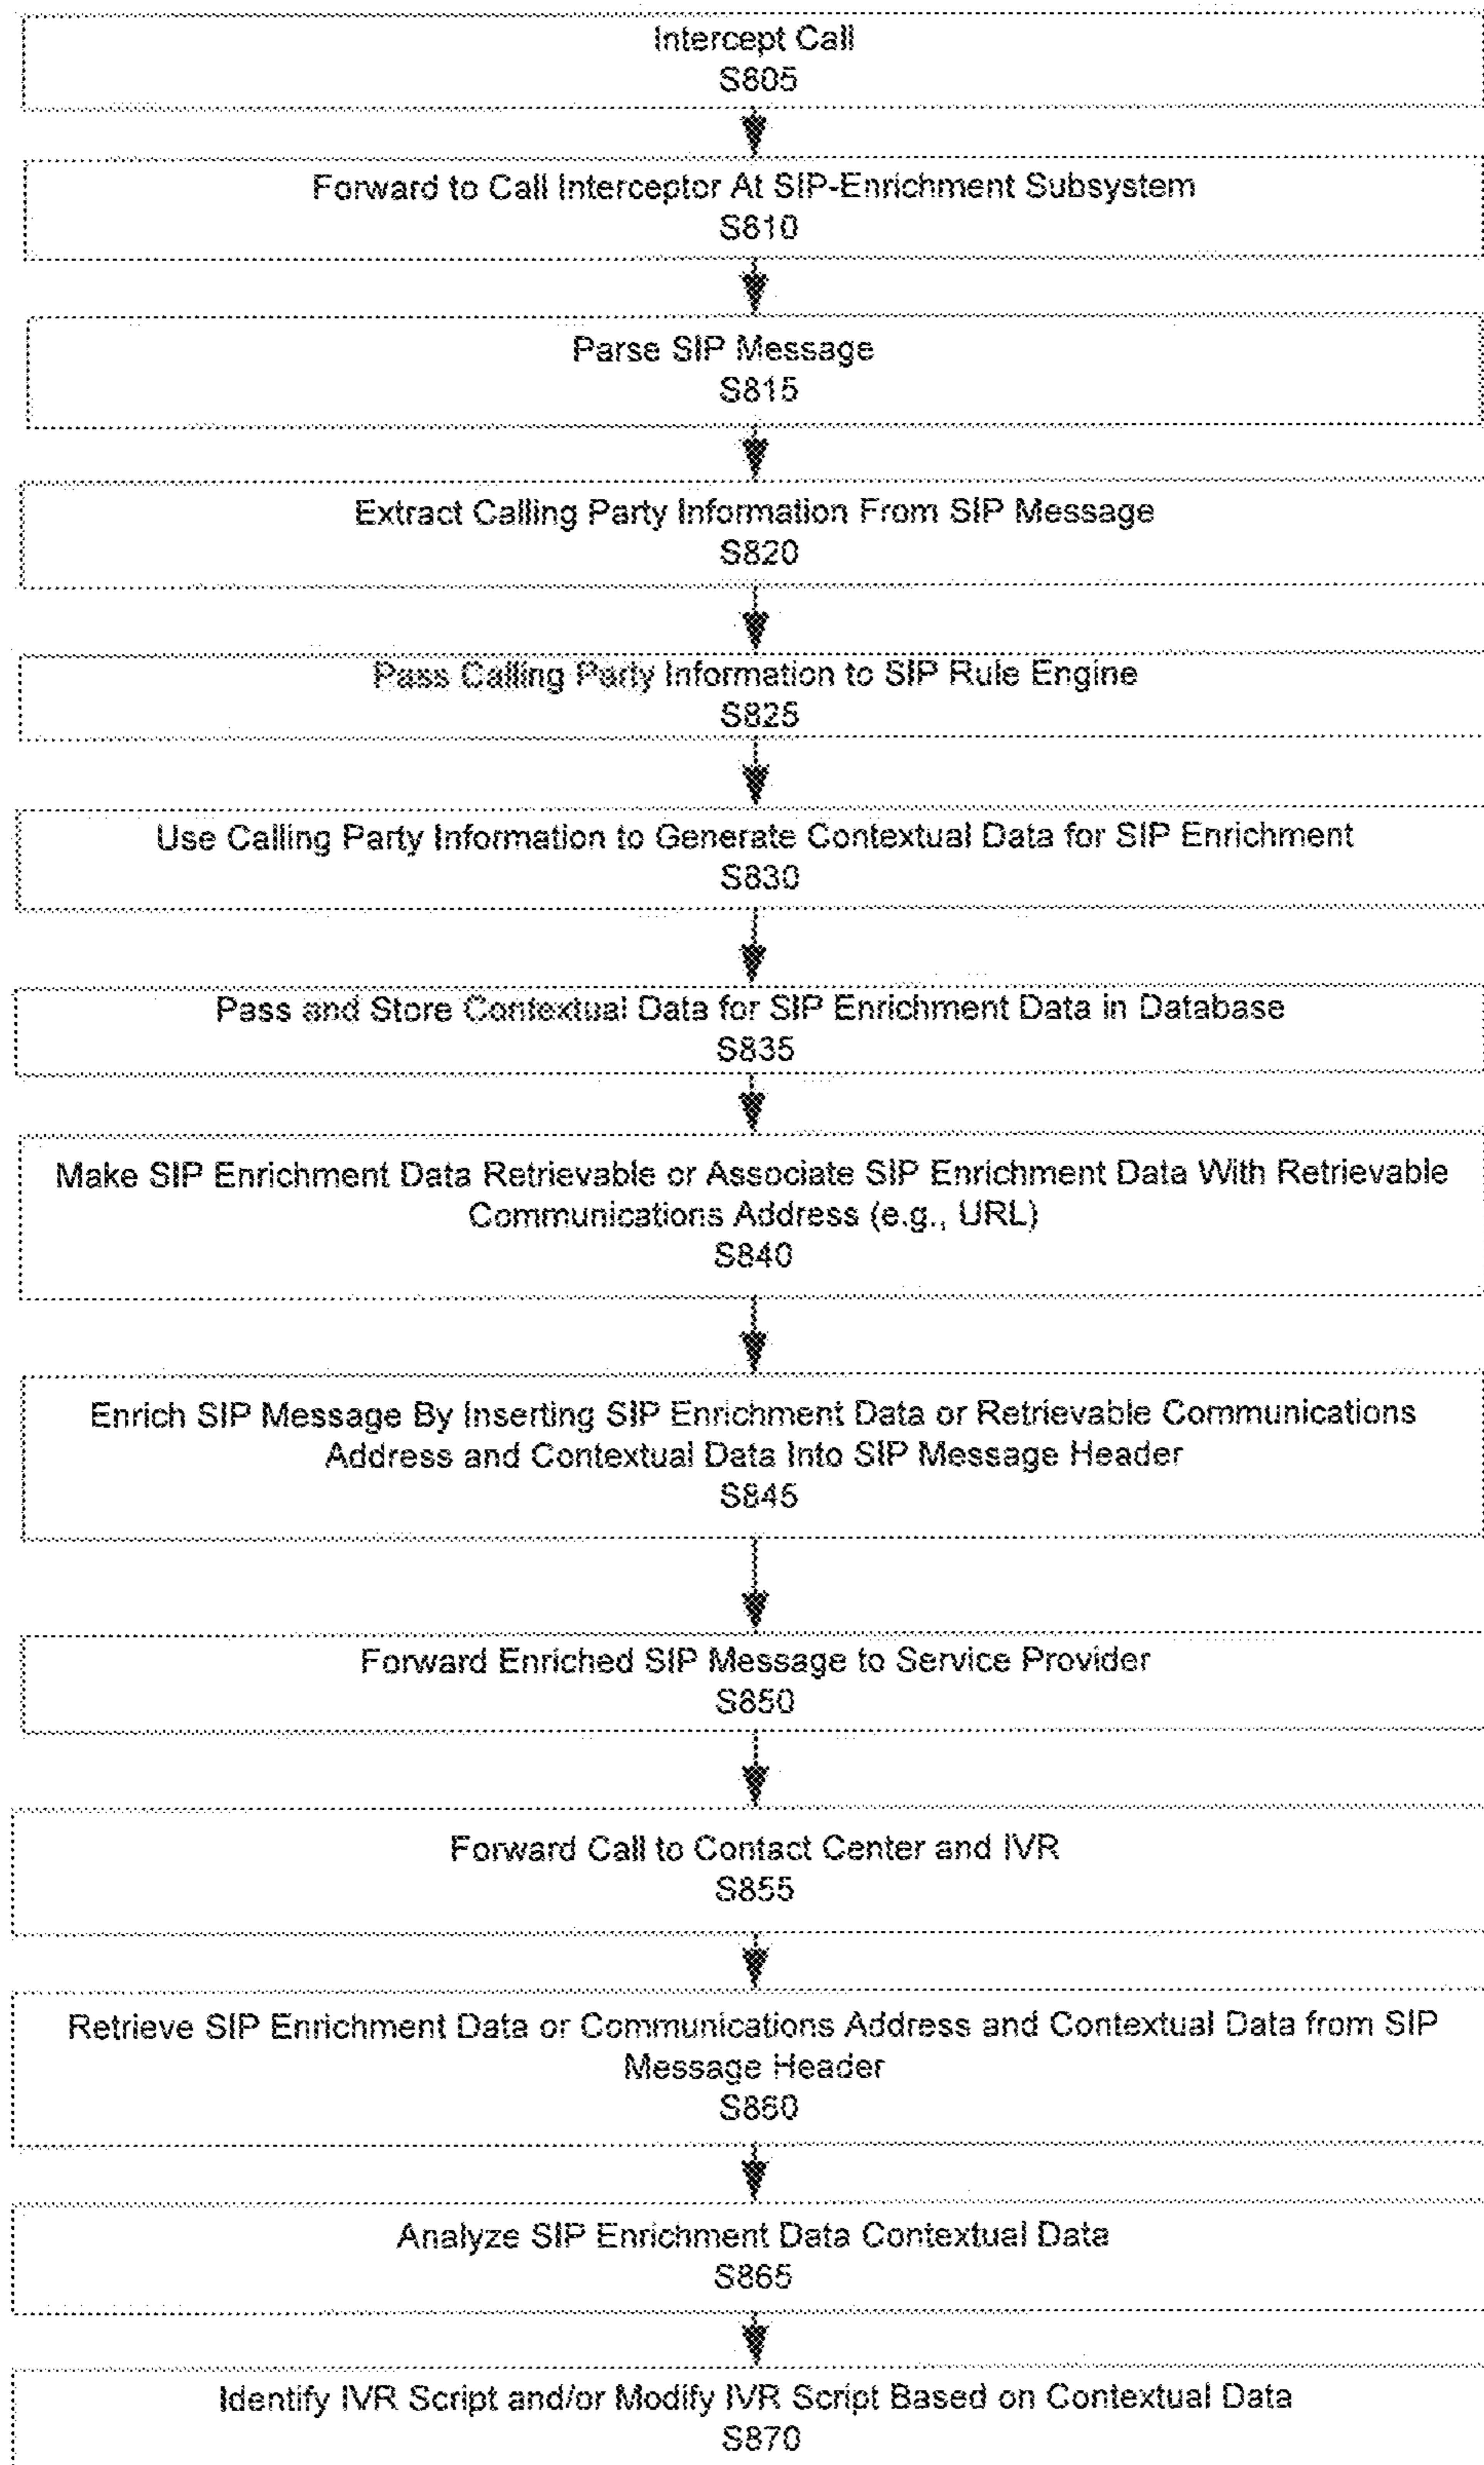 Intercept Call
S805
Forward to Call Interceptor At SIP-Enrichment Subsystem
S810
Parse SIP Message
S815
Extract Calling Party Information From SIP Message
S820
Pass Calling Party Information to SIP Rule Engine
S825
Use Calling Party Information to Generate Contextual Data for SIP Enrichment
S830
Pass and Store Contextual Data for SIP Enrichment Data in Database
S835
Make SIP Enrichment Data Retrievable or Associate SIP Enrichment Data With Retrievable
Communications Address (e.g., URL)
S840
Enrich SIP Message By Inserting SIP Enrichment Data or Retrievable Communications
Address and Contextual Data Into SIP Message Header
S845
Forward Enriched SIP Message to Service Provider
S850
Forward Call to Contact Center and IVR
S855
Retrieve SIP Enrichment Data or Communications Address and Contextual Data from SIP
Message Header
S860
Analyze SIP Enrichment Data Contextual Data
S865
Identify IVR Script and/or Modify IVR Script Based on Contextual Data
S870